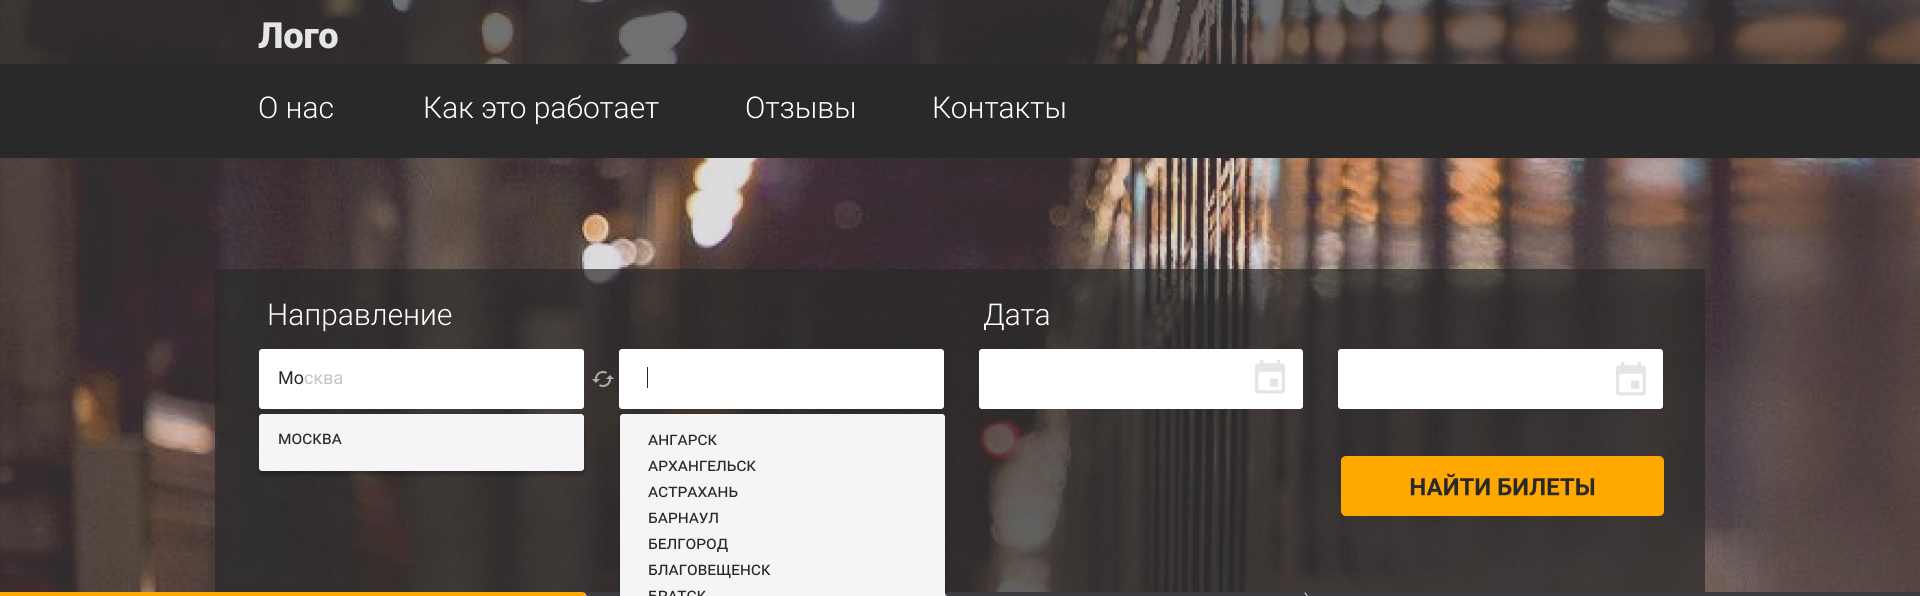 Лого
О нас Как это работает Отзывы Контакты
Направление Дата
Москва
МОСКВА
АНГАРСК
АРХАНГЕЛЬСК
АСТРАХАНЬ
БАРНАУЛ
БЕЛГОРОД
БЛАГОВЕЩЕНСК
БРАТСК
НАЙТИ БИЛЕТЫ